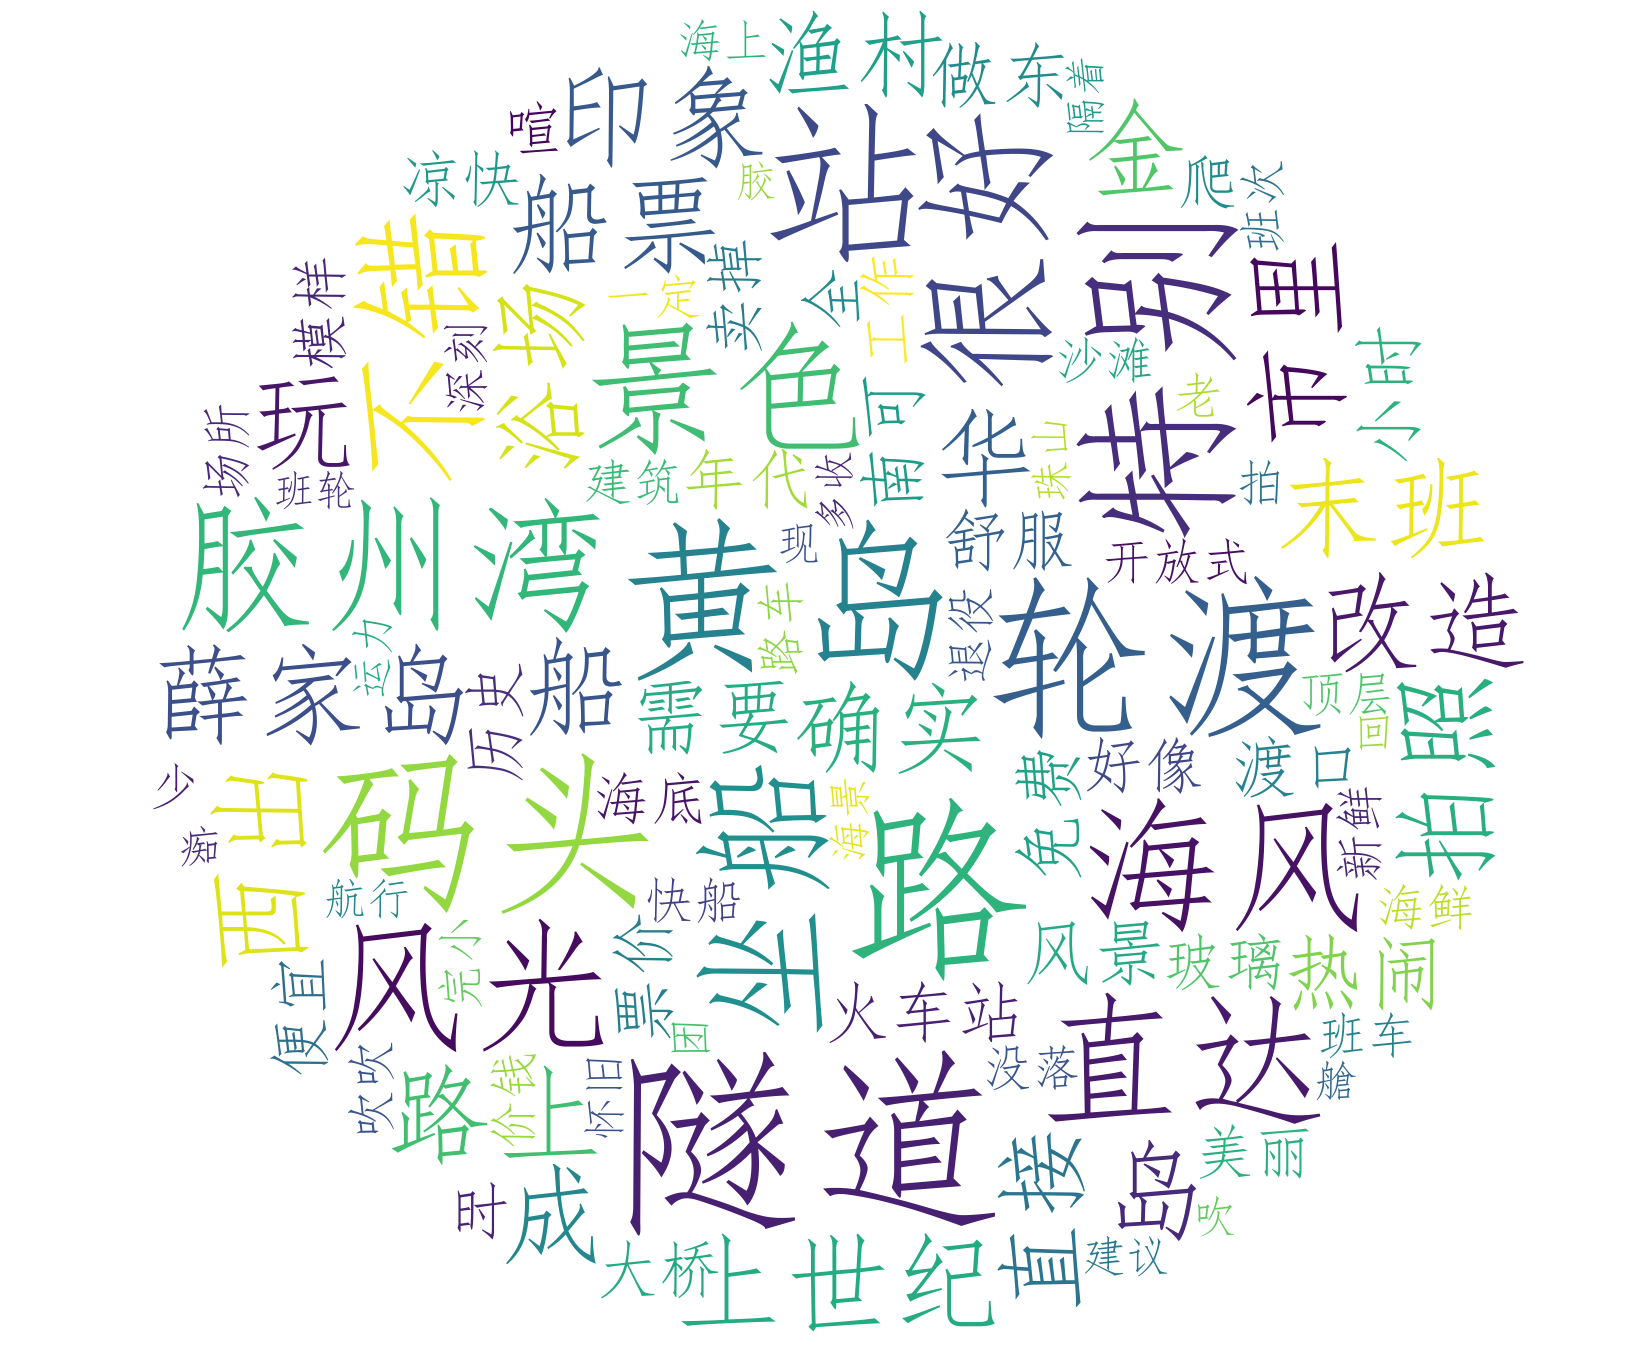 海上
渔村
做东
隔着
喧
印象
站
很好
金
爬
班次
凉快
船票
胶
特别
市里
模样
不错
浴场
一定
卖掉
全
工作
景色
沙滩
小时
玩
深刻
南可
华
老
场所
班轮
建筑
年代
多收
珠山
拍
末班
胶州湾
黄岛
现
舒服
开放式
路车
退役
轮渡
改造
薛家岛
运力
历史
船
需要
确实
顶层
回
拍照
少
痴
西出
码头
海底
坐船
海景
路
免费
好像
渡口
海风
新鲜
航行
快船
海鲜
便宜
风光
完小
票价
困
火车站
风景
玻璃
热闹
吹吹
路上
价钱
怀旧
隧道
没落
直达
班车
舱
时
成
大桥
上世纪
直接
岛
美丽
吹
建议